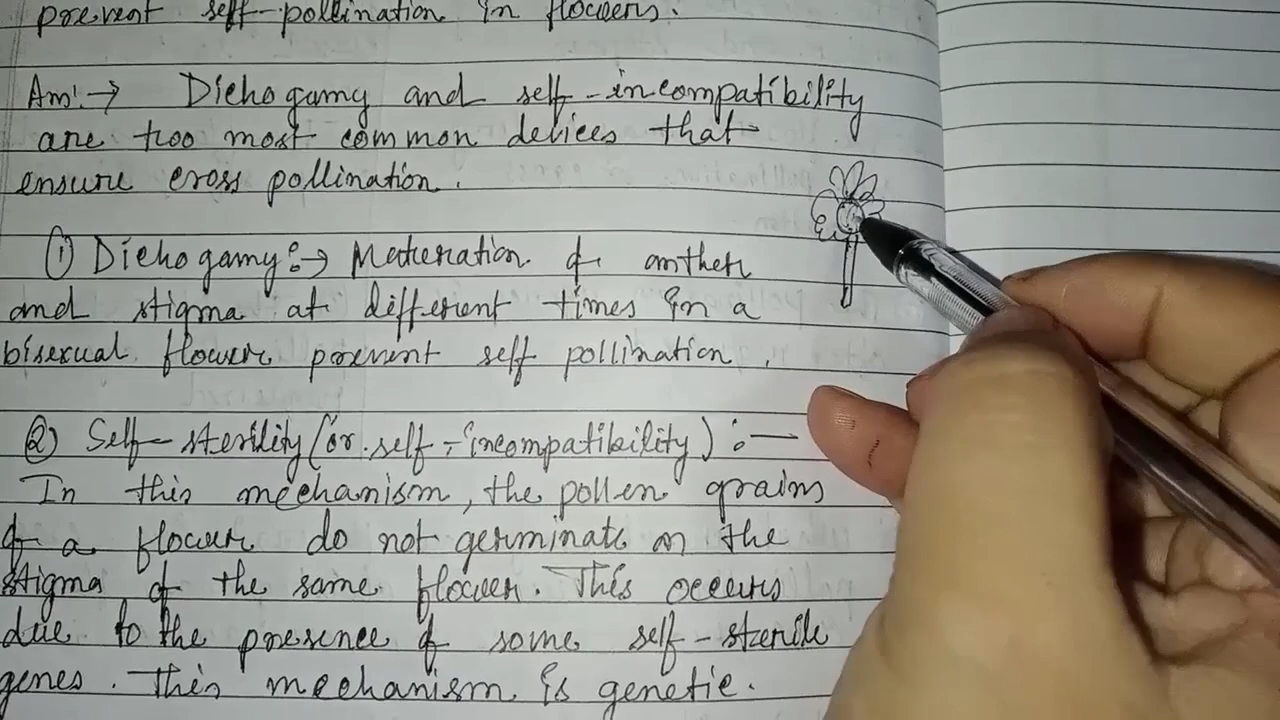 prevent self-pollination in flowers.
Ans:→ Dichogamy and self-incompatibility
are two most common devices that
ensure cross pollination.
① Dichogamy:→ Maturation of anther
and stigma at different times in a
bisexual flower prevent self pollination.
② Self-sterility (or self-incompatibility) :—
In this mechanism, the pollen grains
of a flower do not germinate on the
stigma of the same flower. This occurs
due to the presence of some self-sterile
genes. This mechanism is genetic.